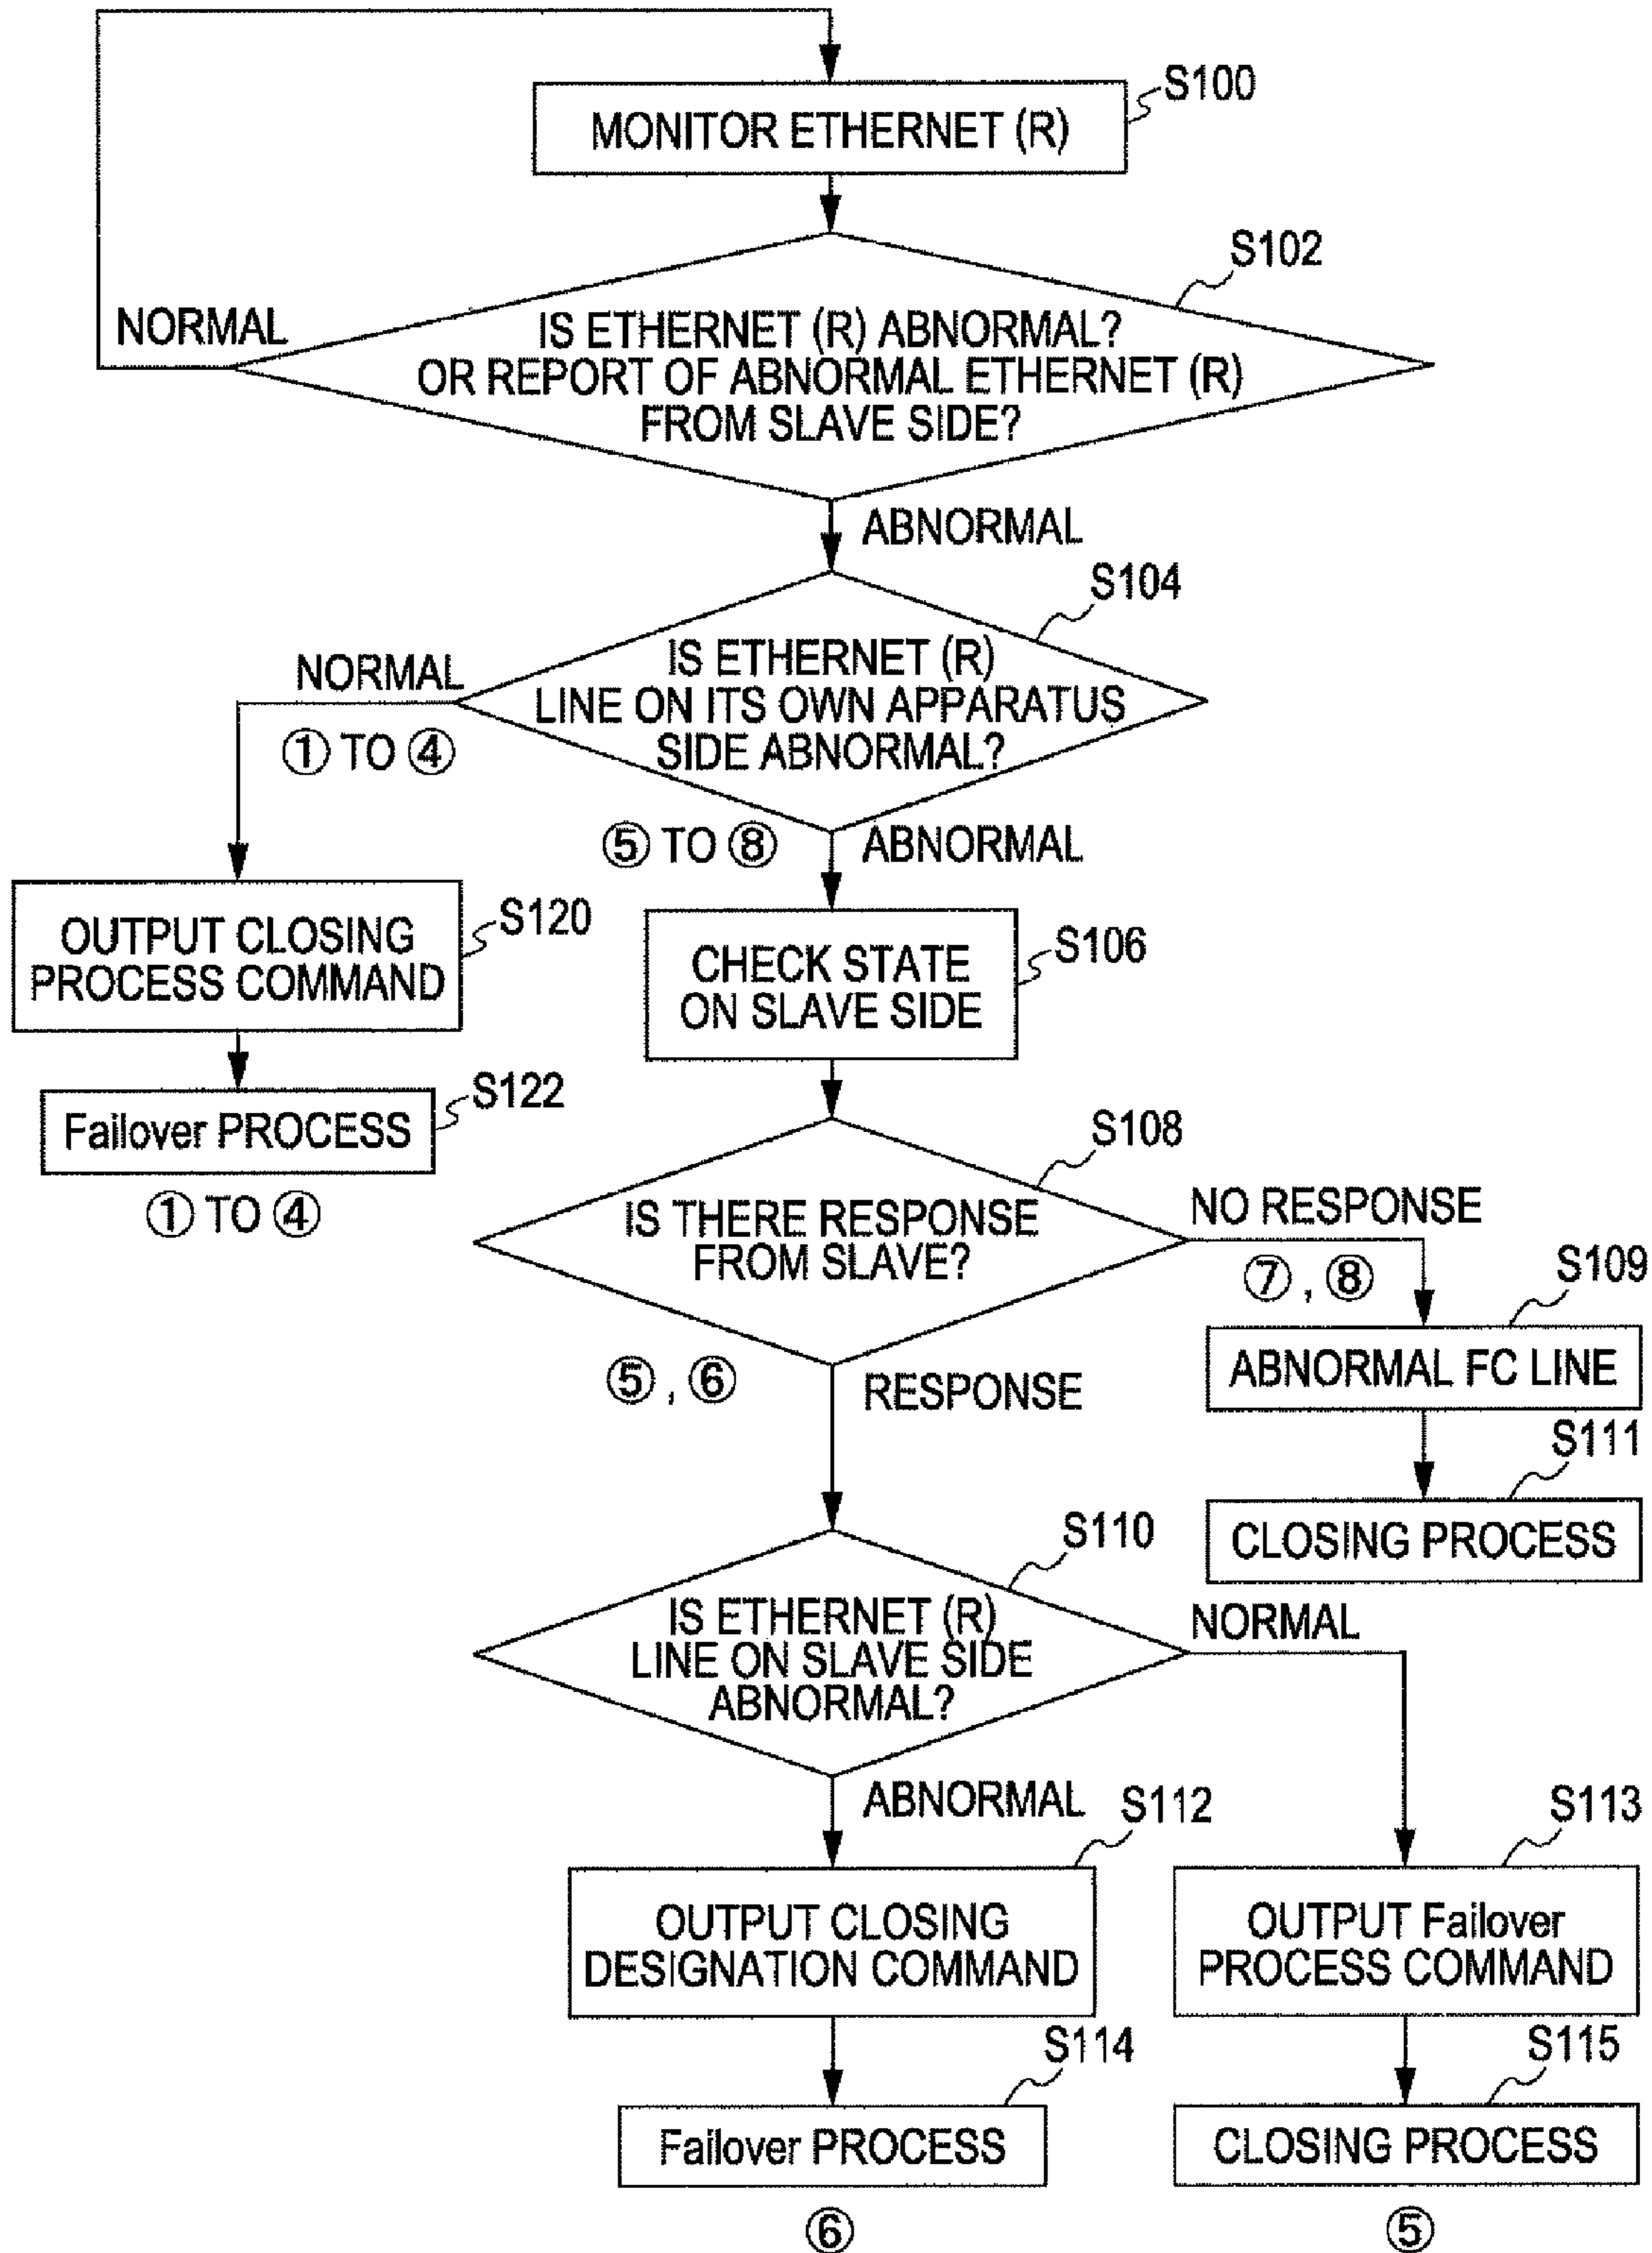 S100
MONITOR ETHERNET (R)
S102
NORMAL
IS ETHERNET (R) ABNORMAL?
OR REPORT OF ABNORMAL ETHERNET (R)
FROM SLAVE SIDE?
ABNORMAL
S104
NORMAL
IS ETHERNET (R)
LINE ON ITS OWN APPARATUS
SIDE ABNORMAL?
① TO ④
⑤ TO ⑧
ABNORMAL
S120
OUTPUT CLOSING
PROCESS COMMAND
S106
CHECK STATE
ON SLAVE SIDE
S122
Failover PROCESS
① TO ④
S108
IS THERE RESPONSE
FROM SLAVE?
NO RESPONSE
⑦ , ⑧
S109
ABNORMAL FC LINE
⑤ , ⑥
RESPONSE
S111
CLOSING PROCESS
S110
IS ETHERNET (R)
LINE ON SLAVE SIDE
ABNORMAL?
NORMAL
ABNORMAL
S112
OUTPUT CLOSING
DESIGNATION COMMAND
S113
OUTPUT Failover
PROCESS COMMAND
S114
Failover PROCESS
S115
CLOSING PROCESS
⑥
⑤